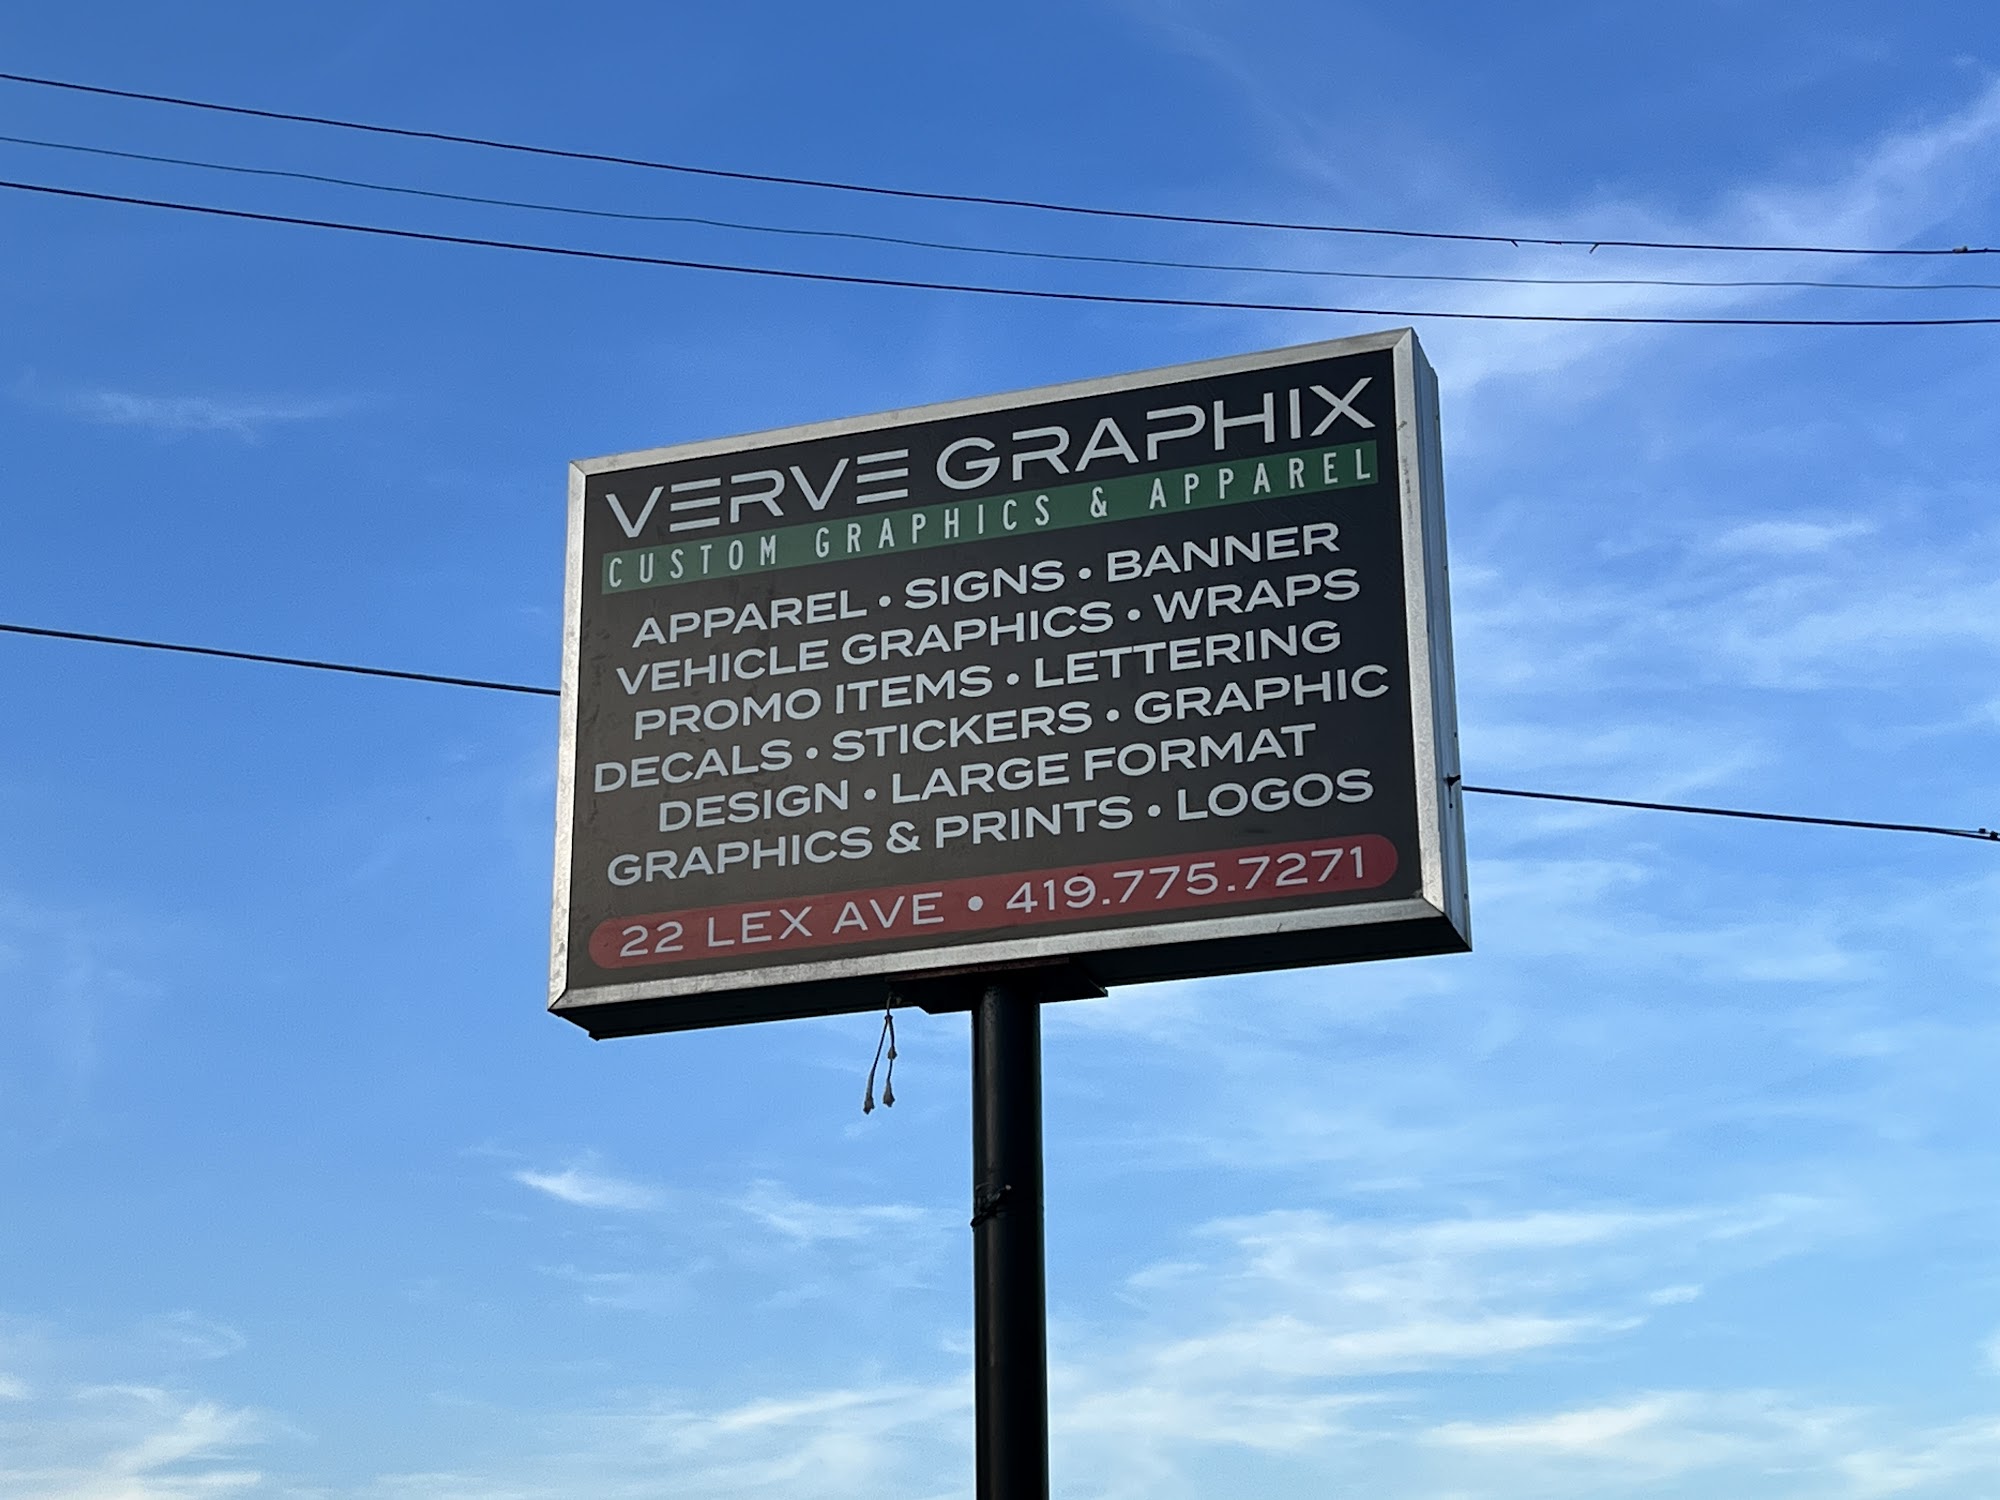 VERVE GRAPHIX
CUSTOM GRAPHICS & APPAREL
APPAREL • SIGNS • BANNER
VEHICLE GRAPHICS • WRAPS
PROMO ITEMS • LETTERING
DECALS • STICKERS • GRAPHIC
DESIGN • LARGE FORMAT
GRAPHICS & PRINTS • LOGOS
22 LEX AVE • 419.775.7271